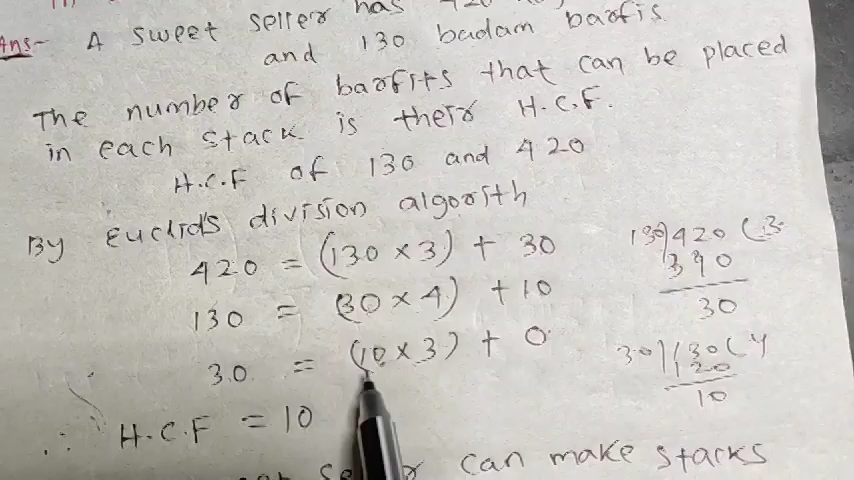 Ans- A sweet seller has 420
and 130 badam barfis
The number of barfits that can be placed
in each stack is their H.C.F.
H.C.F of 130 and 420
By Euclid's division algorith
420 = (130 × 3) + 30
130 = (30 × 4) + 10
30 = (10 × 3) + 0
∴ H.C.F = 10
can make stacks
130)420(3
390
30
30)130(4
120
10